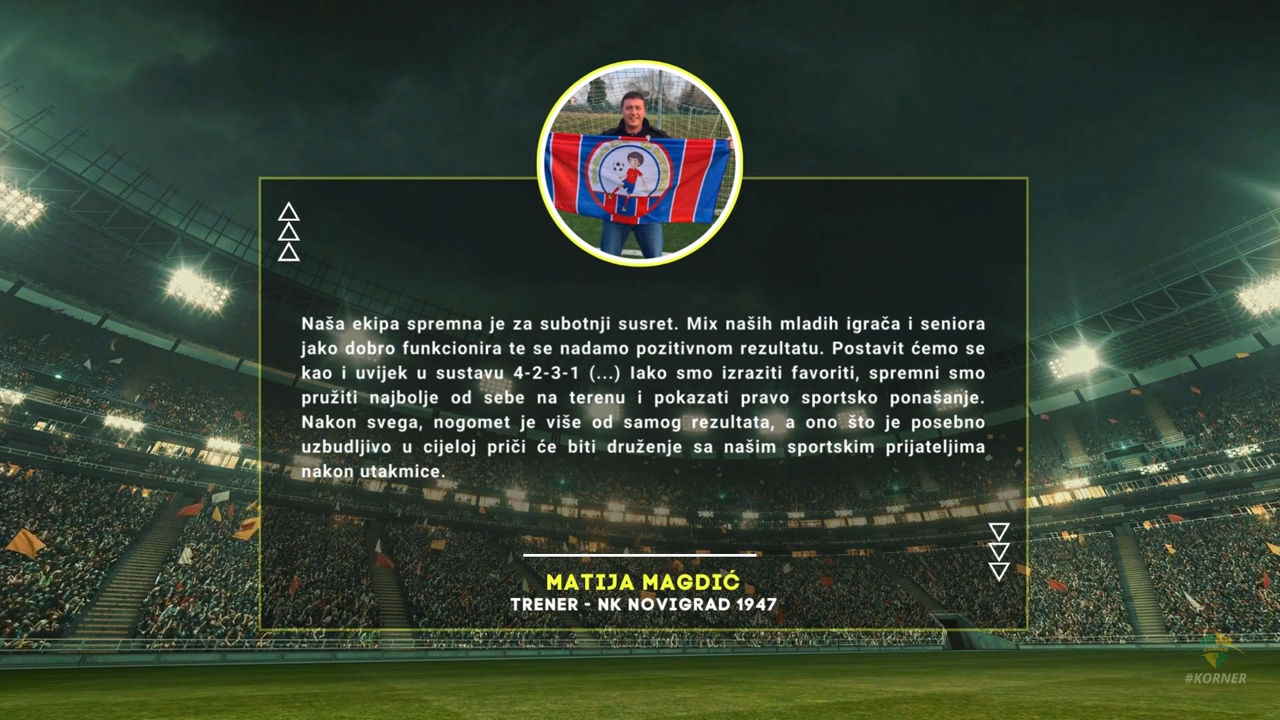 Naša ekipa spremna je za subotnji susret. Mix naših mladih igrača i seniora
jako dobro funkcionira te se nadamo pozitivnom rezultatu. Postavit ćemo se
kao i uvijek u sustavu 4-2-3-1 (...) Iako smo izraziti favoriti, spremni smo
pružiti najbolje od sebe na terenu i pokazati pravo sportsko ponašanje.
Nakon svega, nogomet je više od samog rezultata, a ono što je posebno
uzbudljivo u cijeloj priči će biti druženje sa našim sportskim prijateljima
nakon utakmice.
MATIJA MAGDIĆ
TRENER - NK NOVIGRAD 1947
#KORNER